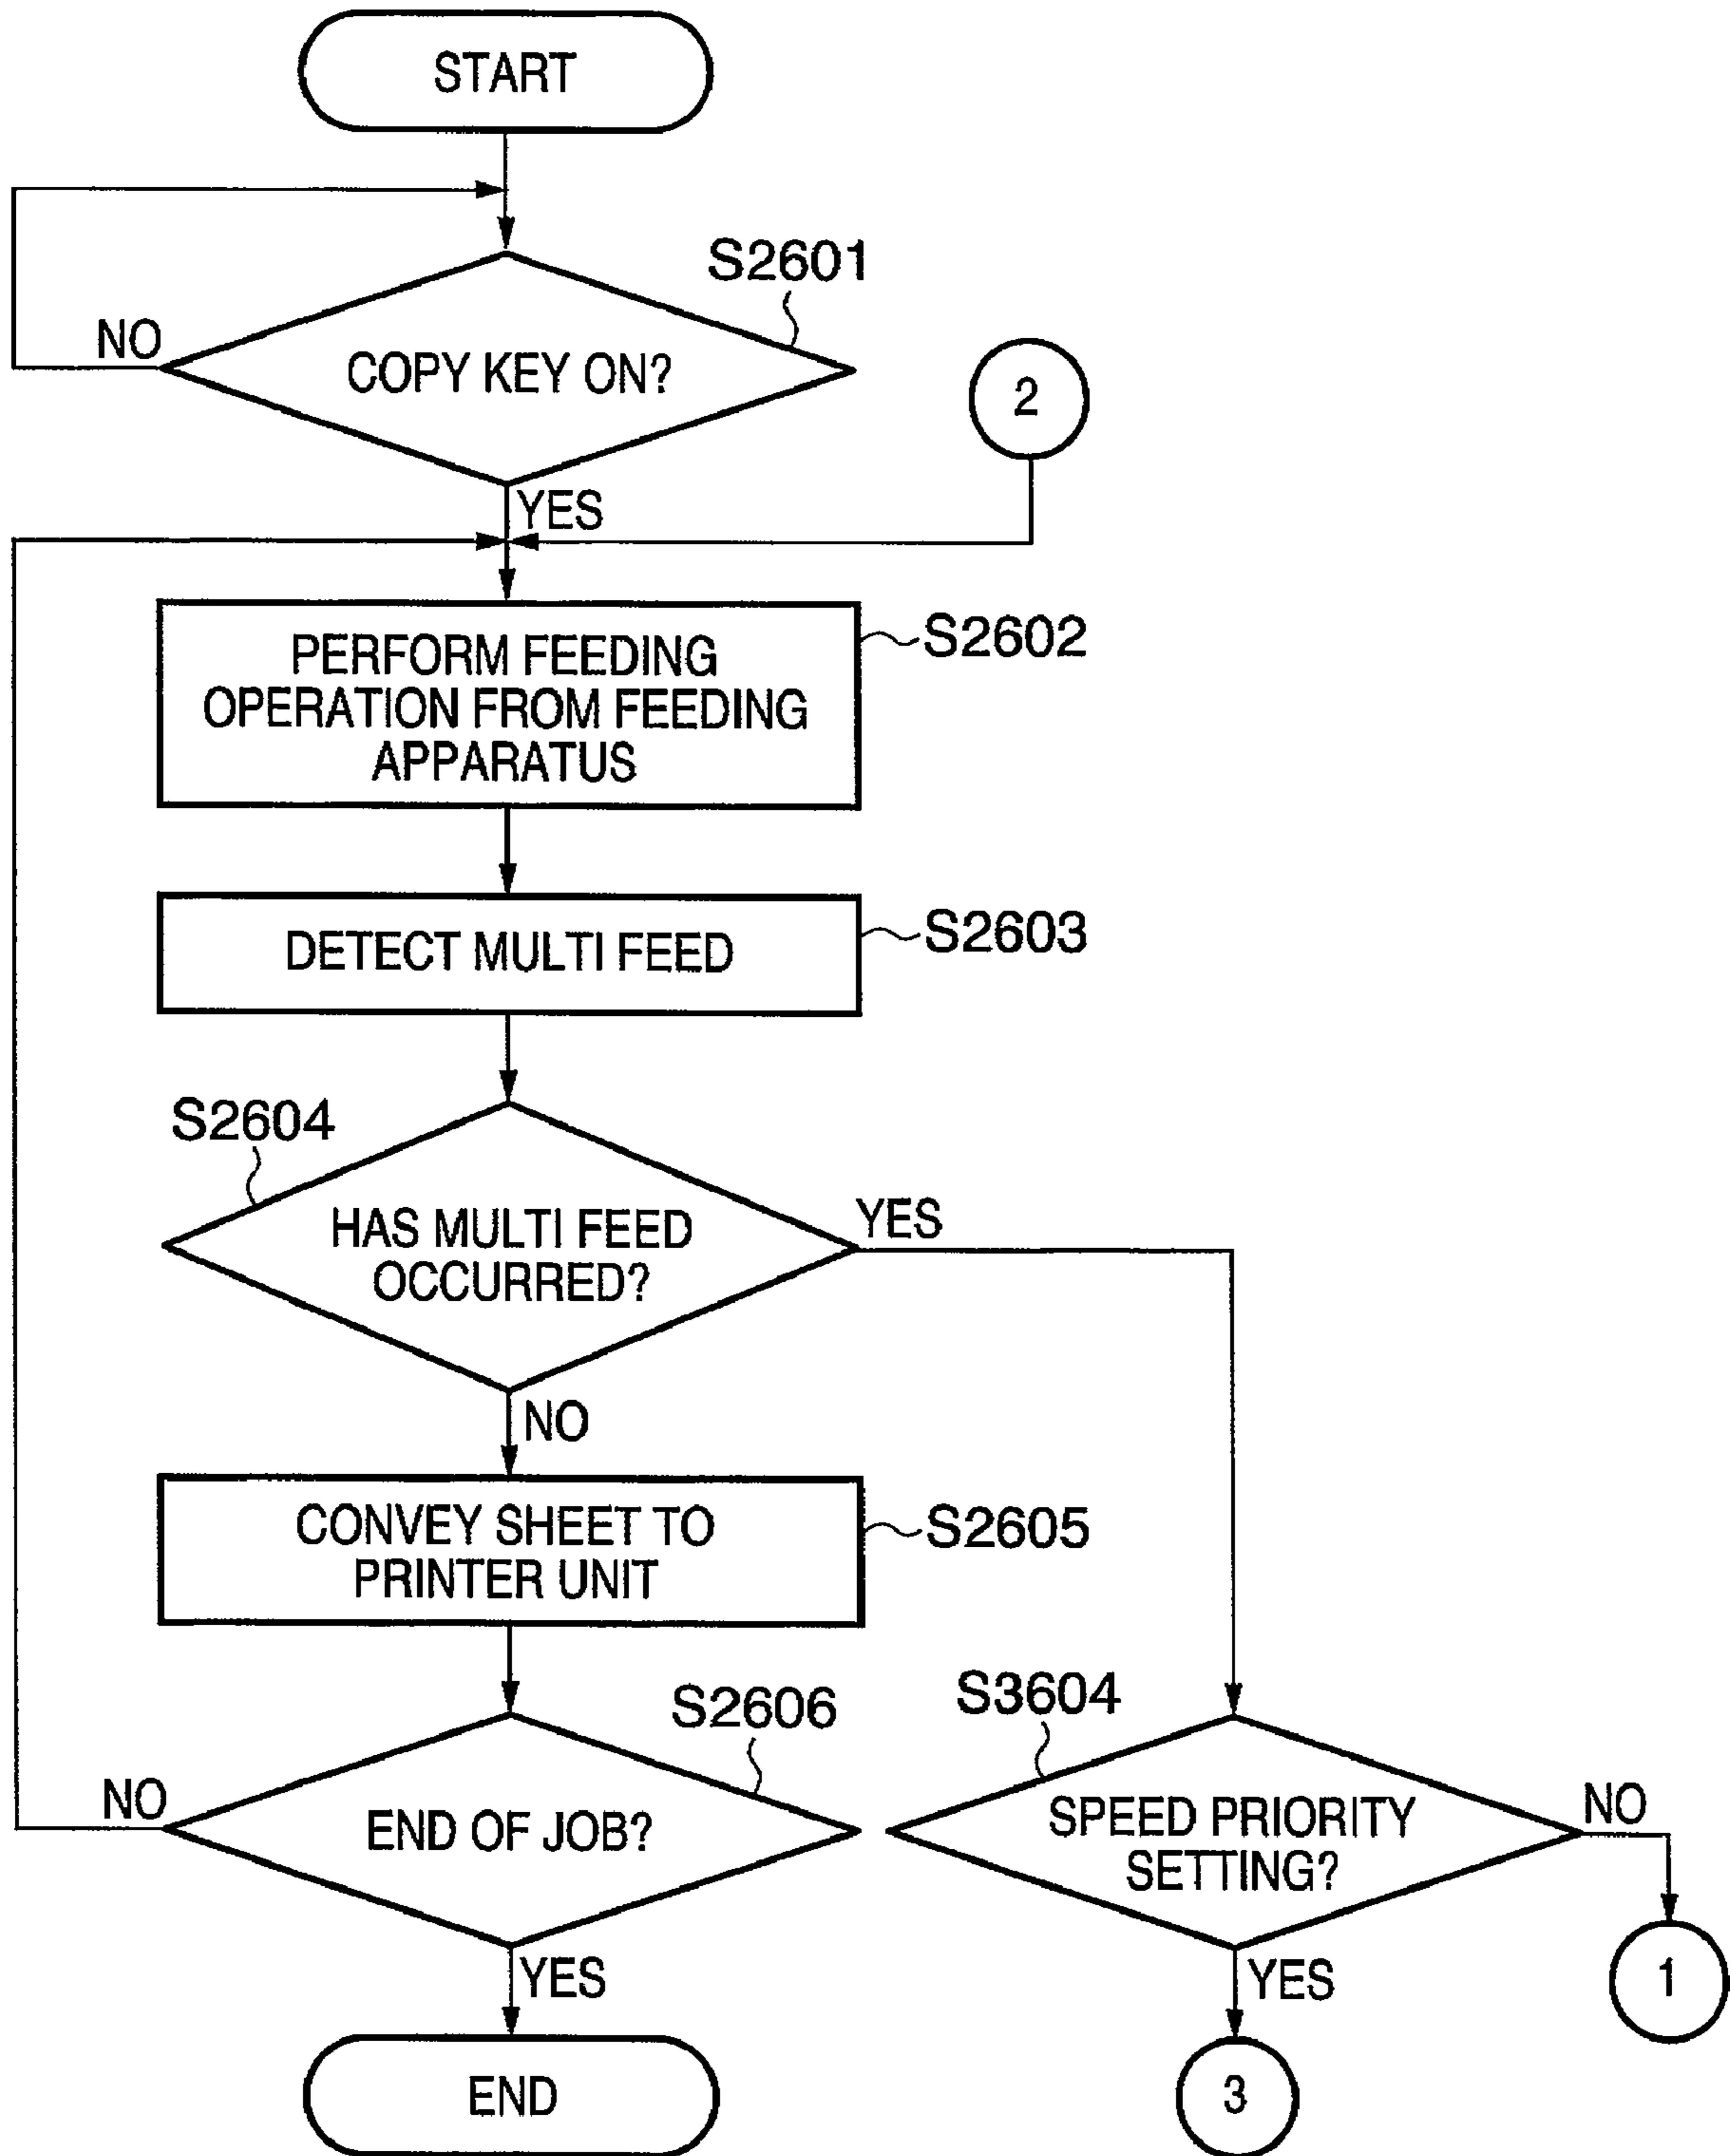 START
S2601
NO
COPY KEY ON?
2
YES
PERFORM FEEDING
OPERATION FROM FEEDING
APPARATUS
S2602
DETECT MULTI FEED
S2603
S2604
HAS MULTI FEED
OCCURRED?
YES
NO
CONVEY SHEET TO
PRINTER UNIT
S2605
S2606
S3604
NO
END OF JOB?
SPEED PRIORITY
SETTING?
NO
YES
YES
1
END
3